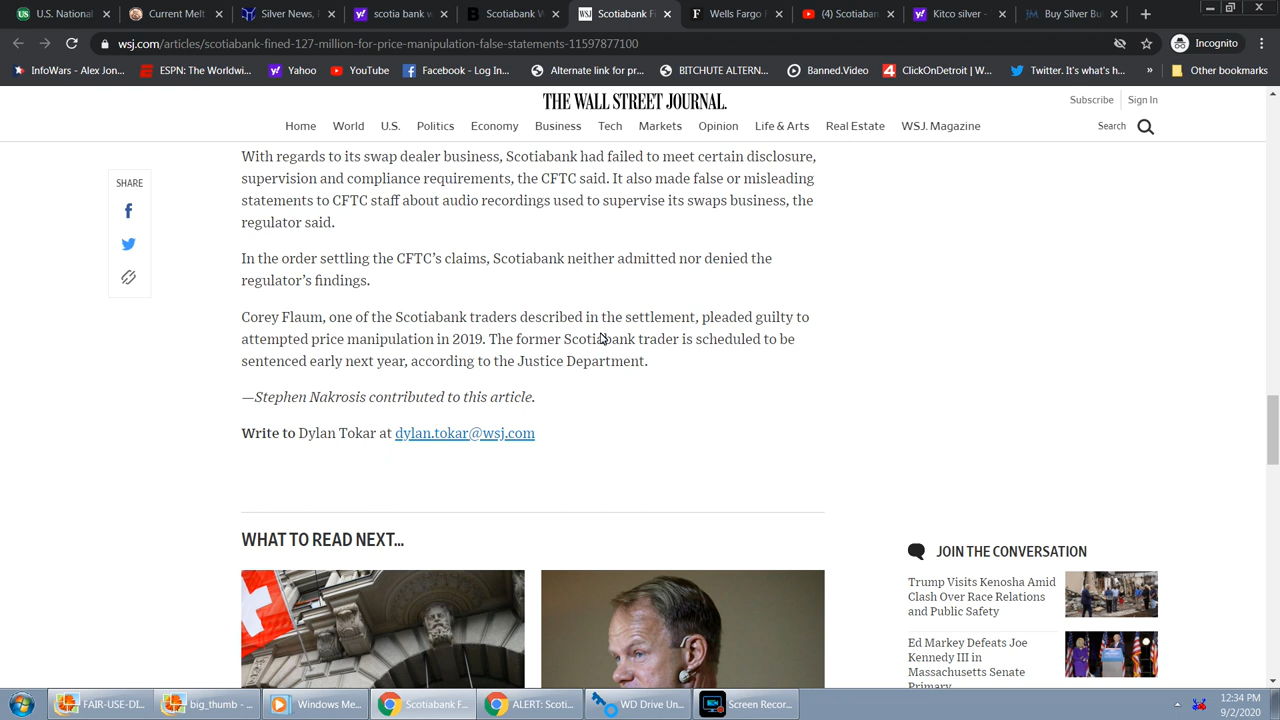 U.S. National
Current Melt
Silver News,
scotia bank w
Scotiabank W
Scotiabank Fi
Wells Fargo A
(4) Scotiaban
Kitco silver -
Buy Silver Bu
wsj.com/articles/scotiabank-fined-127-million-for-price-manipulation-false-statements-11597877100
Incognito
InfoWars - Alex Jon... ESPN: The Worldwi... Yahoo YouTube Facebook - Log In... Alternate link for pr... BITCHUTE ALTERN... Banned.Video ClickOnDetroit | W... Twitter. It's what's h... » Other bookmarks
THE WALL STREET JOURNAL.
Subscribe Sign In
Home World U.S. Politics Economy Business Tech Markets Opinion Life & Arts Real Estate WSJ. Magazine
Search
SHARE
With regards to its swap dealer business, Scotiabank had failed to meet certain disclosure,
supervision and compliance requirements, the CFTC said. It also made false or misleading
statements to CFTC staff about audio recordings used to supervise its swaps business, the
regulator said.
In the order settling the CFTC's claims, Scotiabank neither admitted nor denied the
regulator's findings.
Corey Flaum, one of the Scotiabank traders described in the settlement, pleaded guilty to
attempted price manipulation in 2019. The former Scotiabank trader is scheduled to be
sentenced early next year, according to the Justice Department.
—Stephen Nakrosis contributed to this article.
Write to Dylan Tokar at dylan.tokar@wsj.com
WHAT TO READ NEXT...
JOIN THE CONVERSATION
Trump Visits Kenosha Amid
Clash Over Race Relations
and Public Safety
Ed Markey Defeats Joe
Kennedy III in
Massachusetts Senate
Primary
FAIR-USE-DI... big_thumb - ... Windows Me... Scotiabank F... ALERT: Scoti... WD Drive Un... Screen Recor...
12:34 PM
9/2/2020